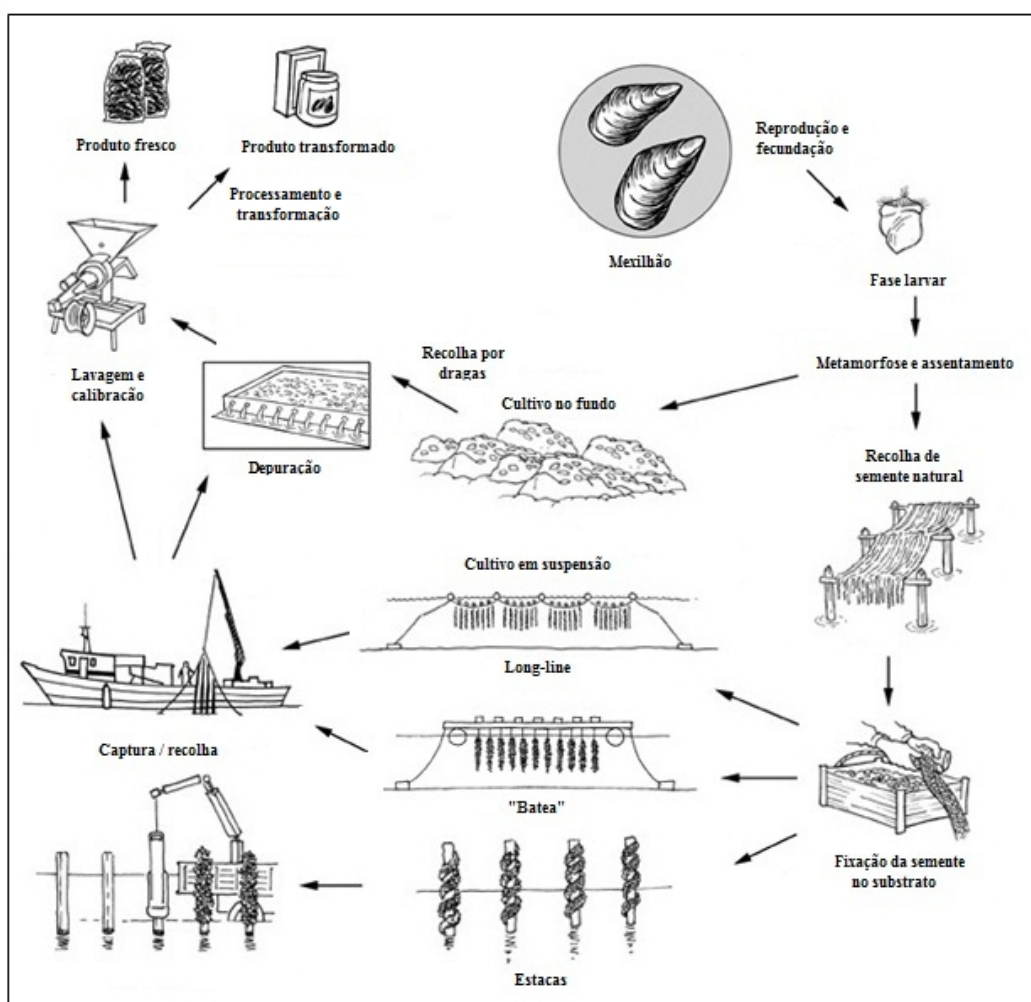 Produto fresco
Produto transformado
Processamento e
transformação
Reprodução e
fecundação
Mexilhão
Fase larvar
Metamorfose e assentamento
Lavagem e
calibração
Recolha por
dragas
Cultivo no fundo
Depuração
Recolha de
semente natural
Cultivo em suspensão
Long-line
Captura / recolha
"Batea"
Fixação da semente
no substrato
Estacas